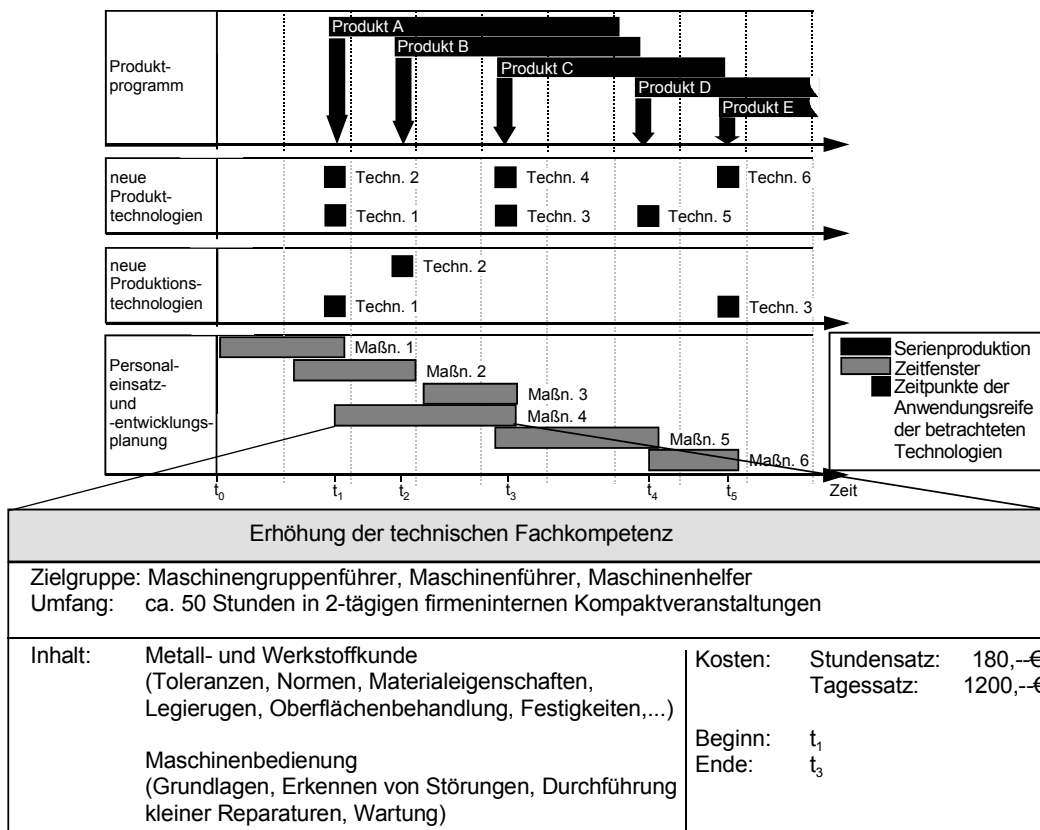 Produkt A
Produkt B
Produkt C
Produkt D
Produkt E
Produkt-
programm
neue
Produkt-
technologien
Techn. 2
Techn. 4
Techn. 6
Techn. 1
Techn. 3
Techn. 5
neue
Produktions-
technologien
Techn. 2
Techn. 1
Techn. 3
Personal-
einsatz-
und
-entwicklungs-
planung
Maßn. 1
Maßn. 2
Maßn. 3
Maßn. 4
Maßn. 5
Maßn. 6
t0 t1 t2 t3 t4 t5 Zeit
Serienproduktion
Zeitfenster
Zeitpunkte der
Anwendungsreife
der betrachteten
Technologien
Erhöhung der technischen Fachkompetenz
Zielgruppe: Maschinengruppenführer, Maschinenführer, Maschinenhelfer
Umfang: ca. 50 Stunden in 2-tägigen firmeninternen Kompaktveranstaltungen
Inhalt: Metall- und Werkstoffkunde
(Toleranzen, Normen, Materialeigenschaften,
Legierugen, Oberflächenbehandlung, Festigkeiten,...)
Maschinenbedienung
(Grundlagen, Erkennen von Störungen, Durchführung
kleiner Reparaturen, Wartung)
Kosten: Stundensatz: 180,--€
Tagessatz: 1200,--€
Beginn: t1
Ende: t3